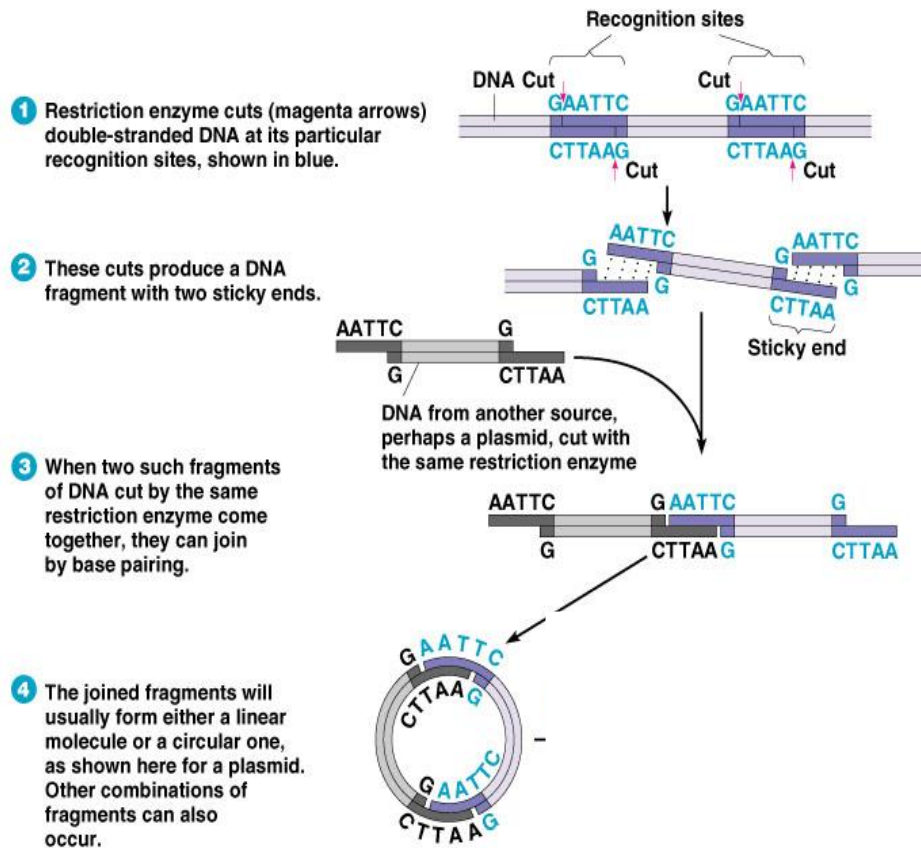 Recognition sites
DNA Cut
Cut
GAATTC
GAATTC
1 Restriction enzyme cuts (magenta arrows)
double-stranded DNA at its particular
recognition sites, shown in blue.
CTTAAG
CTTAAG
Cut
Cut
AATTC
G
AATTC
G
2 These cuts produce a DNA
fragment with two sticky ends.
G
CTTAA
G
CTTAA
Sticky end
AATTC
G
G
CTTAA
DNA from another source,
perhaps a plasmid, cut with
the same restriction enzyme
3 When two such fragments
of DNA cut by the same
restriction enzyme come
together, they can join
by base pairing.
AATTC
G AATTC
G
G
CTTAAG
CTTAA
GAATTC
CTTAAG
4 The joined fragments will
usually form either a linear
molecule or a circular one,
as shown here for a plasmid.
Other combinations of
fragments can also
occur.
GAATTC
CTTAAG